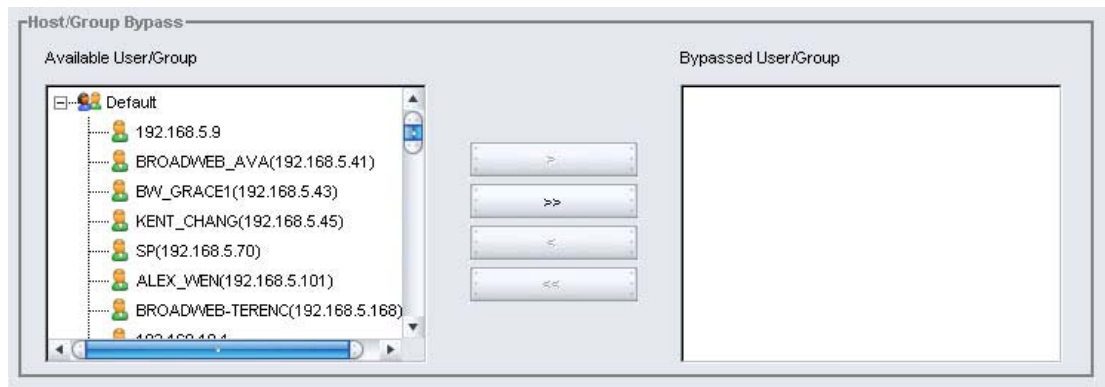 Host/Group Bypass
Available User/Group
Bypassed User/Group
Default
192.168.5.9
BROADWEB_AVA(192.168.5.41)
BW_GRACE1(192.168.5.43)
KENT_CHANG(192.168.5.45)
SP(192.168.5.70)
ALEX_WEN(192.168.5.101)
BROADWEB-TERENC(192.168.5.168)
>
>>
<
<<